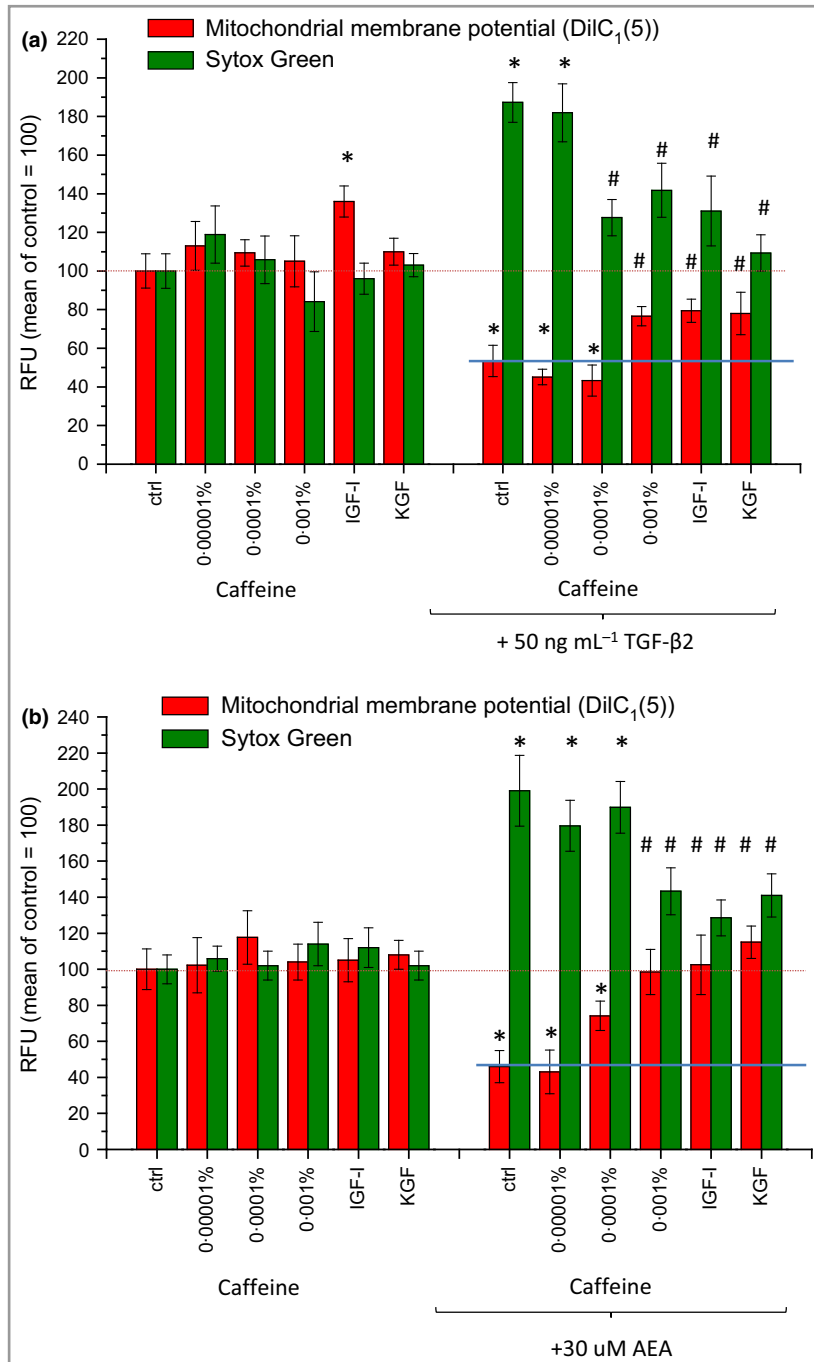 (a)
Mitochondrial membrane potential (DilC1(5))
Sytox Green
RFU (mean of control = 100)
220
200
180
160
140
120
100
80
60
40
20
0
* * * # # # # * * * # # #
ctrl 0·00001% 0·0001% 0·001% IGF-I KGF ctrl 0·00001% 0·0001% 0·001% IGF-I KGF
Caffeine Caffeine
+ 50 ng mL⁻¹ TGF-β2
(b)
Mitochondrial membrane potential (DilC1(5))
Sytox Green
RFU (mean of control = 100)
240
220
200
180
160
140
120
100
80
60
40
20
0
* * * # # # # # #
* * *
ctrl 0·00001% 0·0001% 0·001% IGF-I KGF ctrl 0·00001% 0·0001% 0·001% IGF-I KGF
Caffeine Caffeine
+30 uM AEA